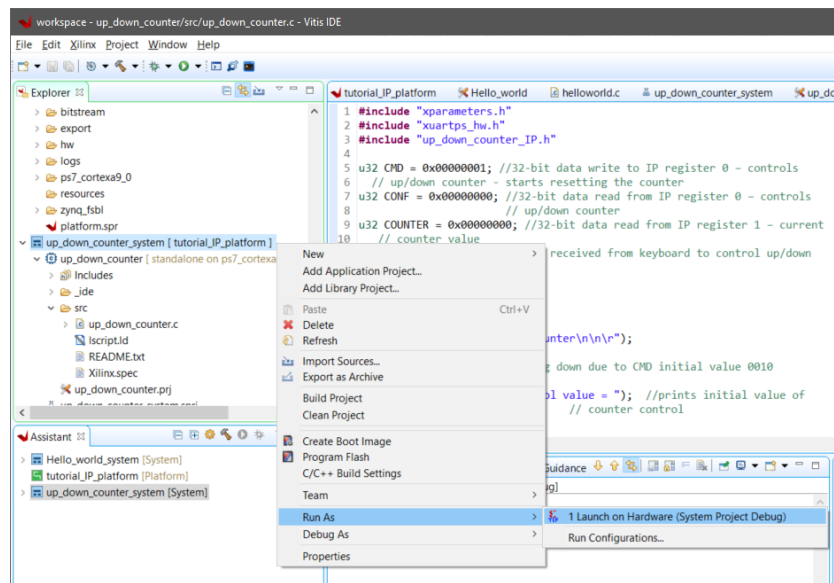 workspace - up_down_counter/src/up_down_counter.c - Vitis IDE
File Edit Xilinx Project Window Help
Explorer
bitstream
export
hw
logs
ps7_cortexa9_0
resources
zynq_fsbl
platform.spr
up_down_counter_system [ tutorial_IP_platform ]
up_down_counter [ standalone on ps7_cortexa
Includes
_ide
src
up_down_counter.c
lscript.ld
README.txt
Xilinx.spec
up_down_counter.prj
Assistant
Hello_world_system [System]
tutorial_IP_platform [Platform]
up_down_counter_system [System]
tutorial_IP_platform Hello_world helloworld.c up_down_counter_system up_do
1 #include "xparameters.h"
2 #include "xuartps_hw.h"
3 #include "up_down_counter_IP.h"
4
5 u32 CMD = 0x00000001; //32-bit data write to IP register 0 – controls
6 // up/down counter - starts resetting the counter
7 u32 CONF = 0x00000000; //32-bit data read from IP register 0 – controls
8 // up/down counter
9 u32 COUNTER = 0x00000000; //32-bit data read from IP register 1 - current
10 // counter value
received from keyboard to control up/down
unter\n\n\r");
g down due to CMD initial value 0010
ol value = "); //prints initial value of
// counter control
New
Add Application Project...
Add Library Project...
Paste Ctrl+V
Delete
Refresh
Import Sources...
Export as Archive
Build Project
Clean Project
Create Boot Image
Program Flash
C/C++ Build Settings
Team
Run As
Debug As
Properties
Guidance
ug]
1 Launch on Hardware (System Project Debug)
Run Configurations...